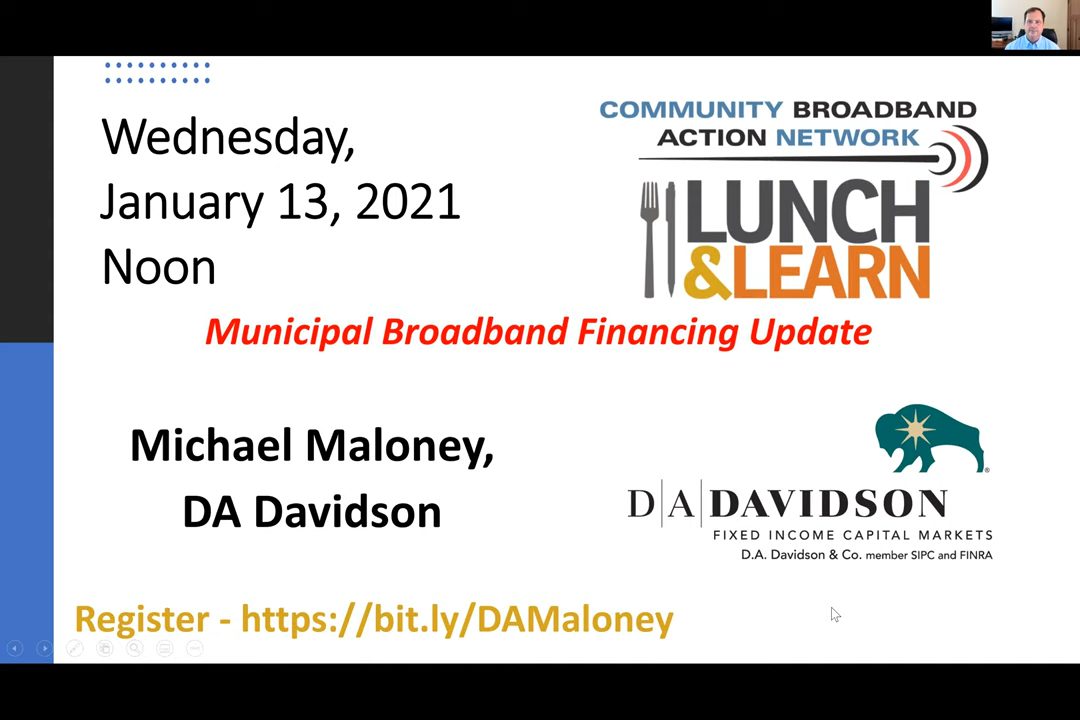 Wednesday,
January 13, 2021
Noon
COMMUNITY BROADBAND
ACTION NETWORK
LUNCH
&LEARN
Municipal Broadband Financing Update
Michael Maloney,
DA Davidson
D|A|DAVIDSON
FIXED INCOME CAPITAL MARKETS
D.A. Davidson & Co. member SIPC and FINRA
Register - https://bit.ly/DAMaloney